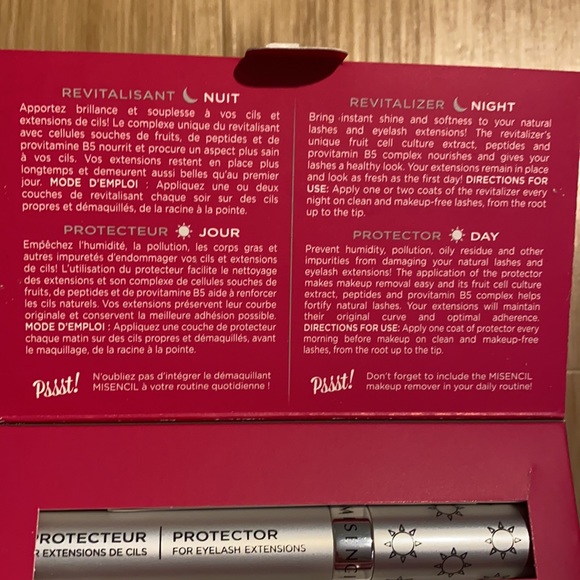 REVITALISANT NUIT
Apportez brillance et souplesse à vos cils et
extensions de cils! Le complexe unique du revitalisant
avec cellules souches de fruits, de peptides et de
provitamine B5 nourrit et procure un aspect plus sain
à vos cils. Vos extensions restent en place plus
longtemps et demeurent aussi belles qu'au premier
jour. MODE D'EMPLOI : Appliquez une ou deux
couches de revitalisant chaque soir sur des cils
propres et démaquillés, de la racine à la pointe.
PROTECTEUR JOUR
Empêchez l'humidité, la pollution, les corps gras et
autres impuretés d'endommager vos cils et extensions
de cils! L'utilisation du protecteur facilite le nettoyage
des extensions et son complexe de cellules souches de
fruits, de peptides et de provitamine B5 aide à renforcer
les cils naturels. Vos extensions préservent leur courbe
originale et conservent la meilleure adhésion possible.
MODE D'EMPLOI : Appliquez une couche de protecteur
chaque matin sur des cils propres et démaquillés, avant
le maquillage, de la racine à la pointe.
Pssst!
N'oubliez pas d'intégrer le démaquillant
MISENCIL à votre routine quotidienne !
REVITALIZER NIGHT
Bring instant shine and softness to your natural
lashes and eyelash extensions! The revitalizer's
unique fruit cell culture extract, peptides and
provitamin B5 complex nourishes and gives your
lashes a healthy look. Your extensions remain in place
and look as fresh as the first day! DIRECTIONS FOR
USE: Apply one or two coats of the revitalizer every
night on clean and makeup-free lashes, from the root
up to the tip.
PROTECTOR DAY
Prevent humidity, pollution, oily residue and other
impurities from damaging your natural lashes and
eyelash extensions! The application of the protector
makes makeup removal easy and its fruit cell culture
extract, peptides and provitamin B5 complex helps
fortify natural lashes. Your extensions will maintain
their original curve and optimal adherence.
DIRECTIONS FOR USE: Apply one coat of protector every
morning before makeup on clean and makeup-free
lashes, from the root up to the tip.
Pssst!
Don't forget to include the MISENCIL
makeup remover in your daily routine!
ROTECTEUR
R EXTENSIONS DE CILS
PROTECTOR
FOR EYELASH EXTENSIONS
MISENCI